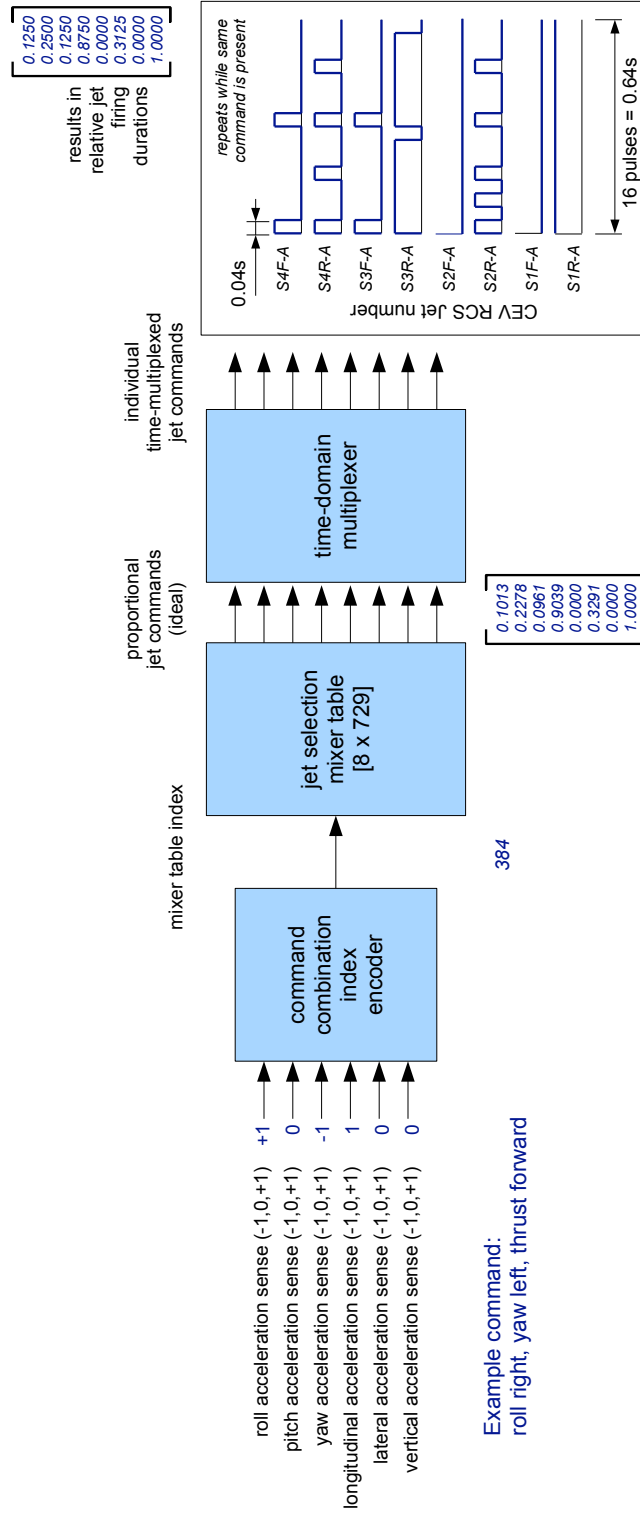 roll acceleration sense (-1,0,+1)
+1
pitch acceleration sense (-1,0,+1)
0
yaw acceleration sense (-1,0,+1)
-1
longitudinal acceleration sense (-1,0,+1)
1
lateral acceleration sense (-1,0,+1)
0
vertical acceleration sense (-1,0,+1)
0
Example command:
roll right, yaw left, thrust forward
command
combination
index
encoder
mixer table index
384
jet selection
mixer table
[8 x 729]
proportional
jet commands
(ideal)
0.1013
0.2278
0.0961
0.9039
0.0000
0.3291
0.0000
1.0000
time-domain
multiplexer
individual
time-multiplexed
jet commands
results in
relative jet
firing
durations
0.1250
0.2500
0.1250
0.8750
0.0000
0.3125
0.0000
1.0000
0.04s
repeats while same
command is present
CEV RCS Jet number
S4F-A
S4R-A
S3F-A
S3R-A
S2F-A
S2R-A
S1F-A
S1R-A
16 pulses = 0.64s